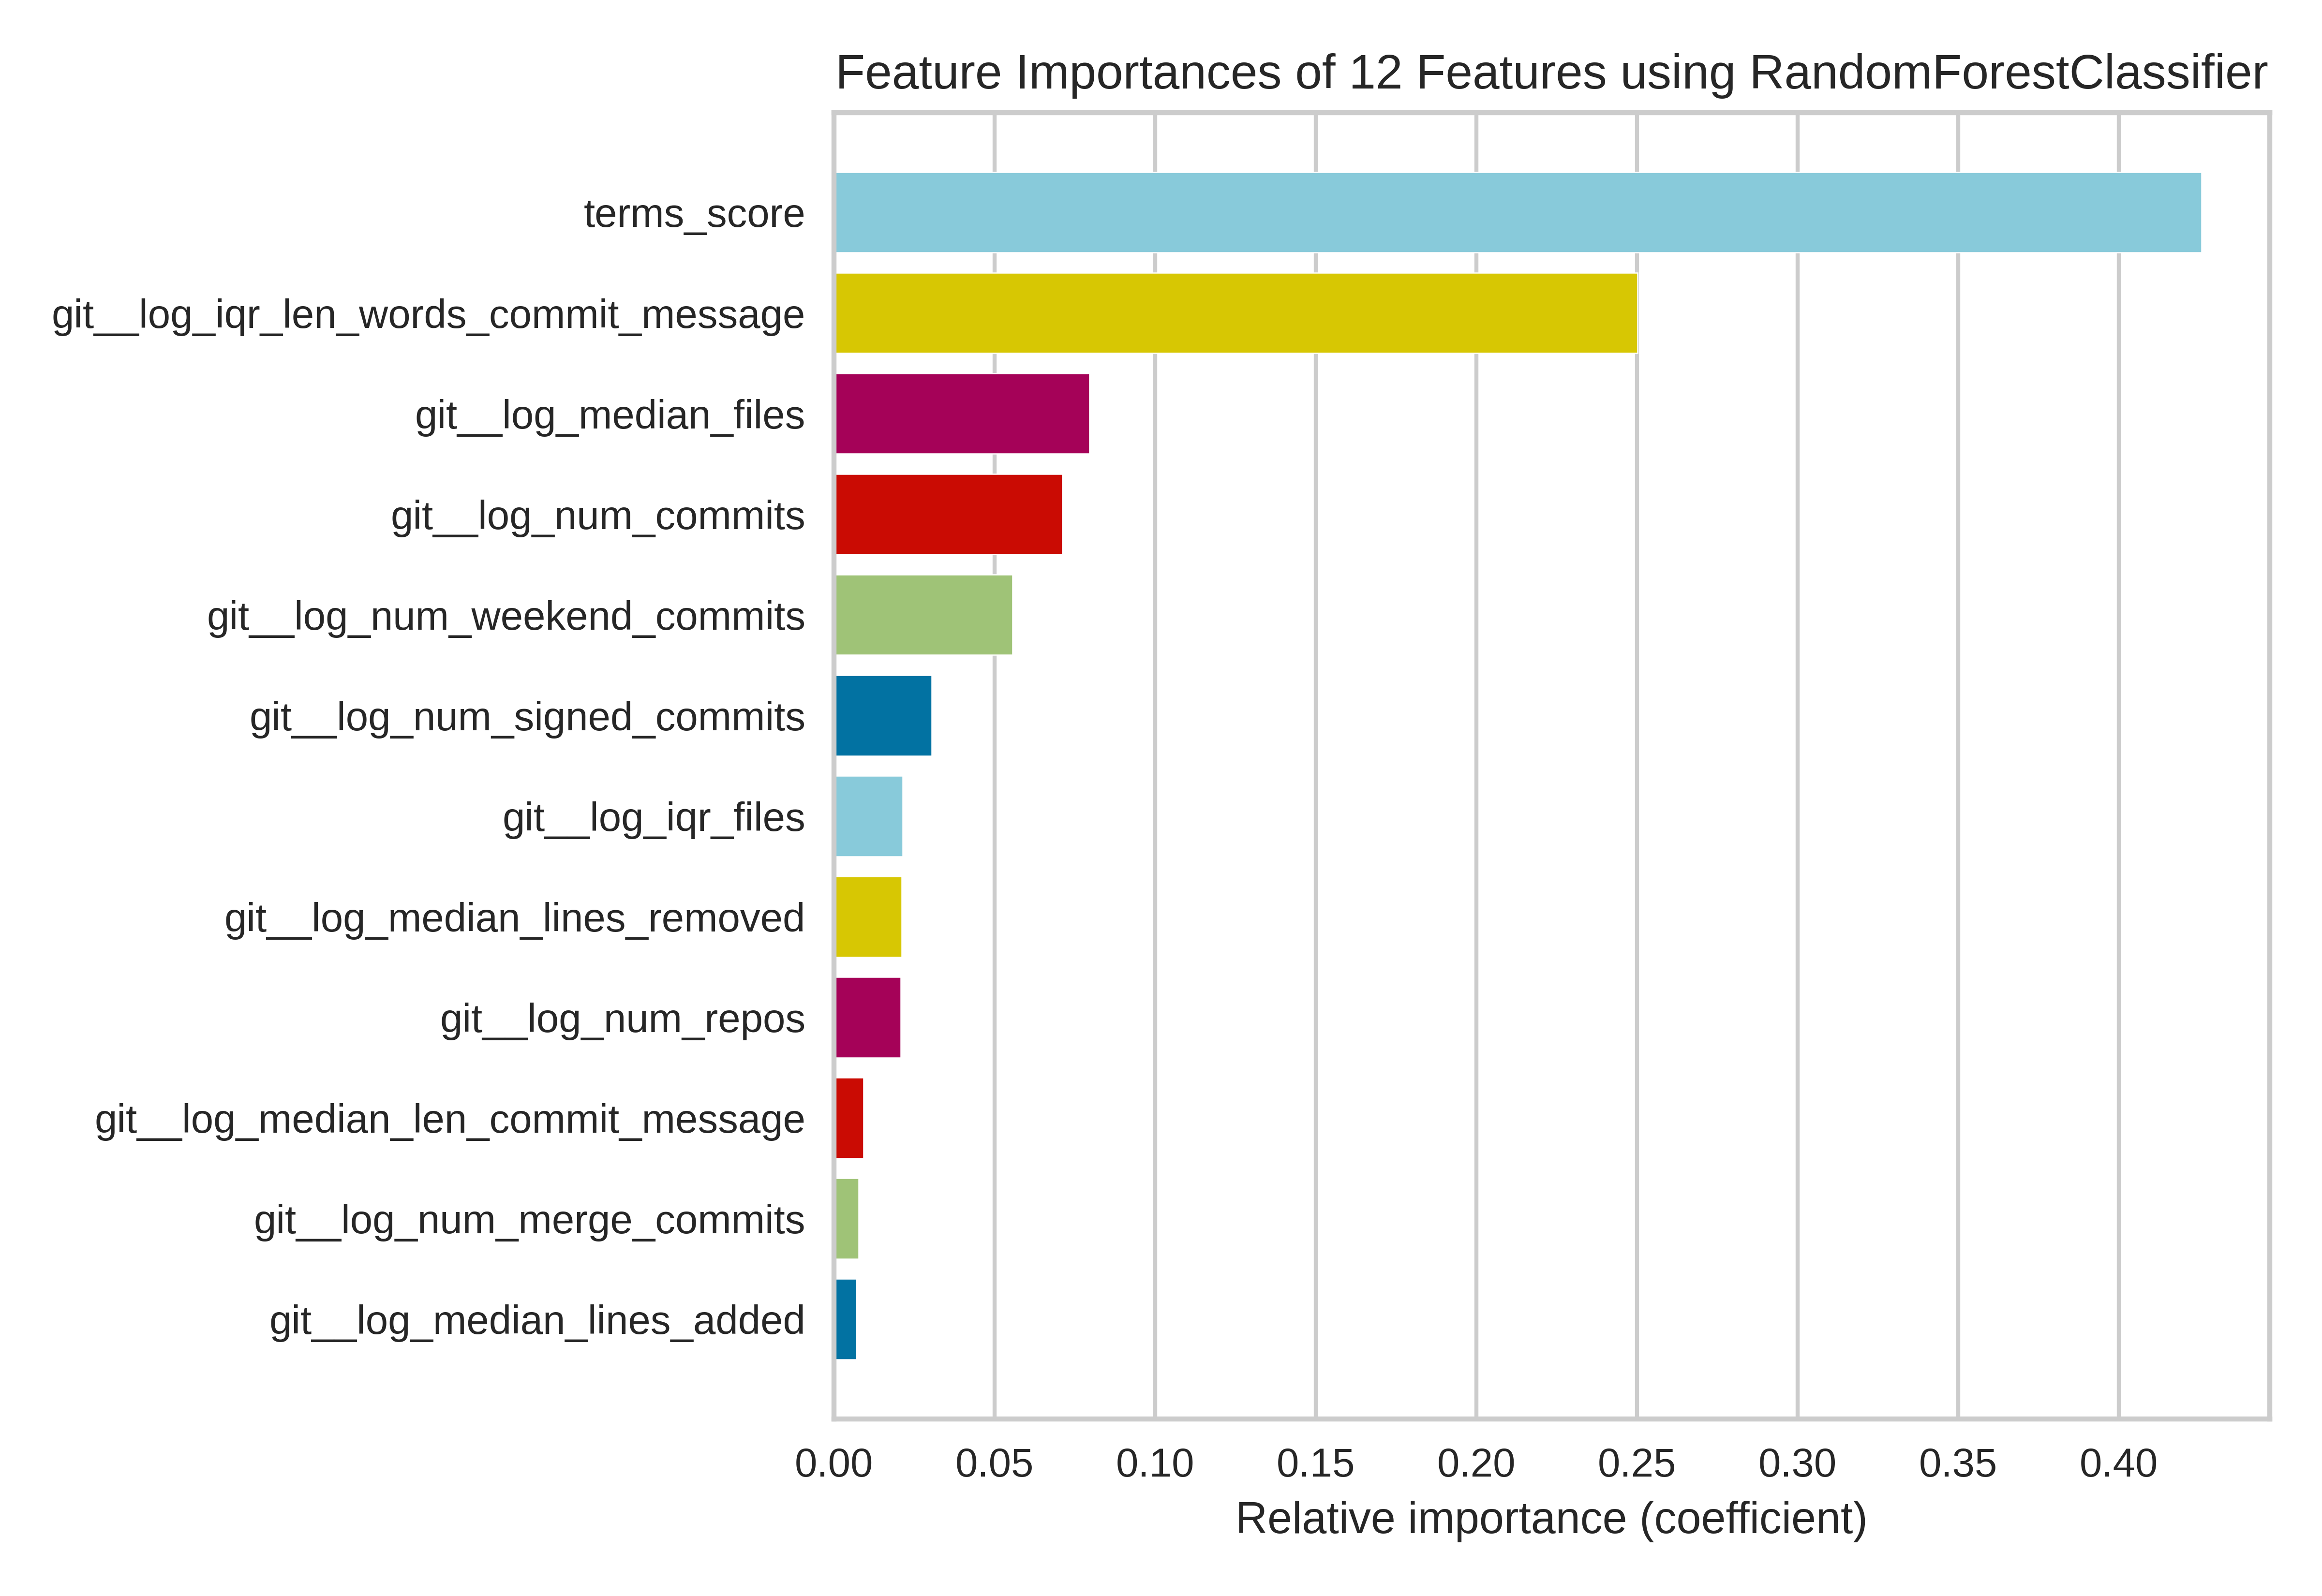 Feature Importances of 12 Features using RandomForestClassifier
terms_score
git__log_iqr_len_words_commit_message
git__log_median_files
git__log_num_commits
git__log_num_weekend_commits
git__log_num_signed_commits
git__log_iqr_files
git__log_median_lines_removed
git__log_num_repos
git__log_median_len_commit_message
git__log_num_merge_commits
git__log_median_lines_added
0.00 0.05 0.10 0.15 0.20 0.25 0.30 0.35 0.40
Relative importance (coefficient)